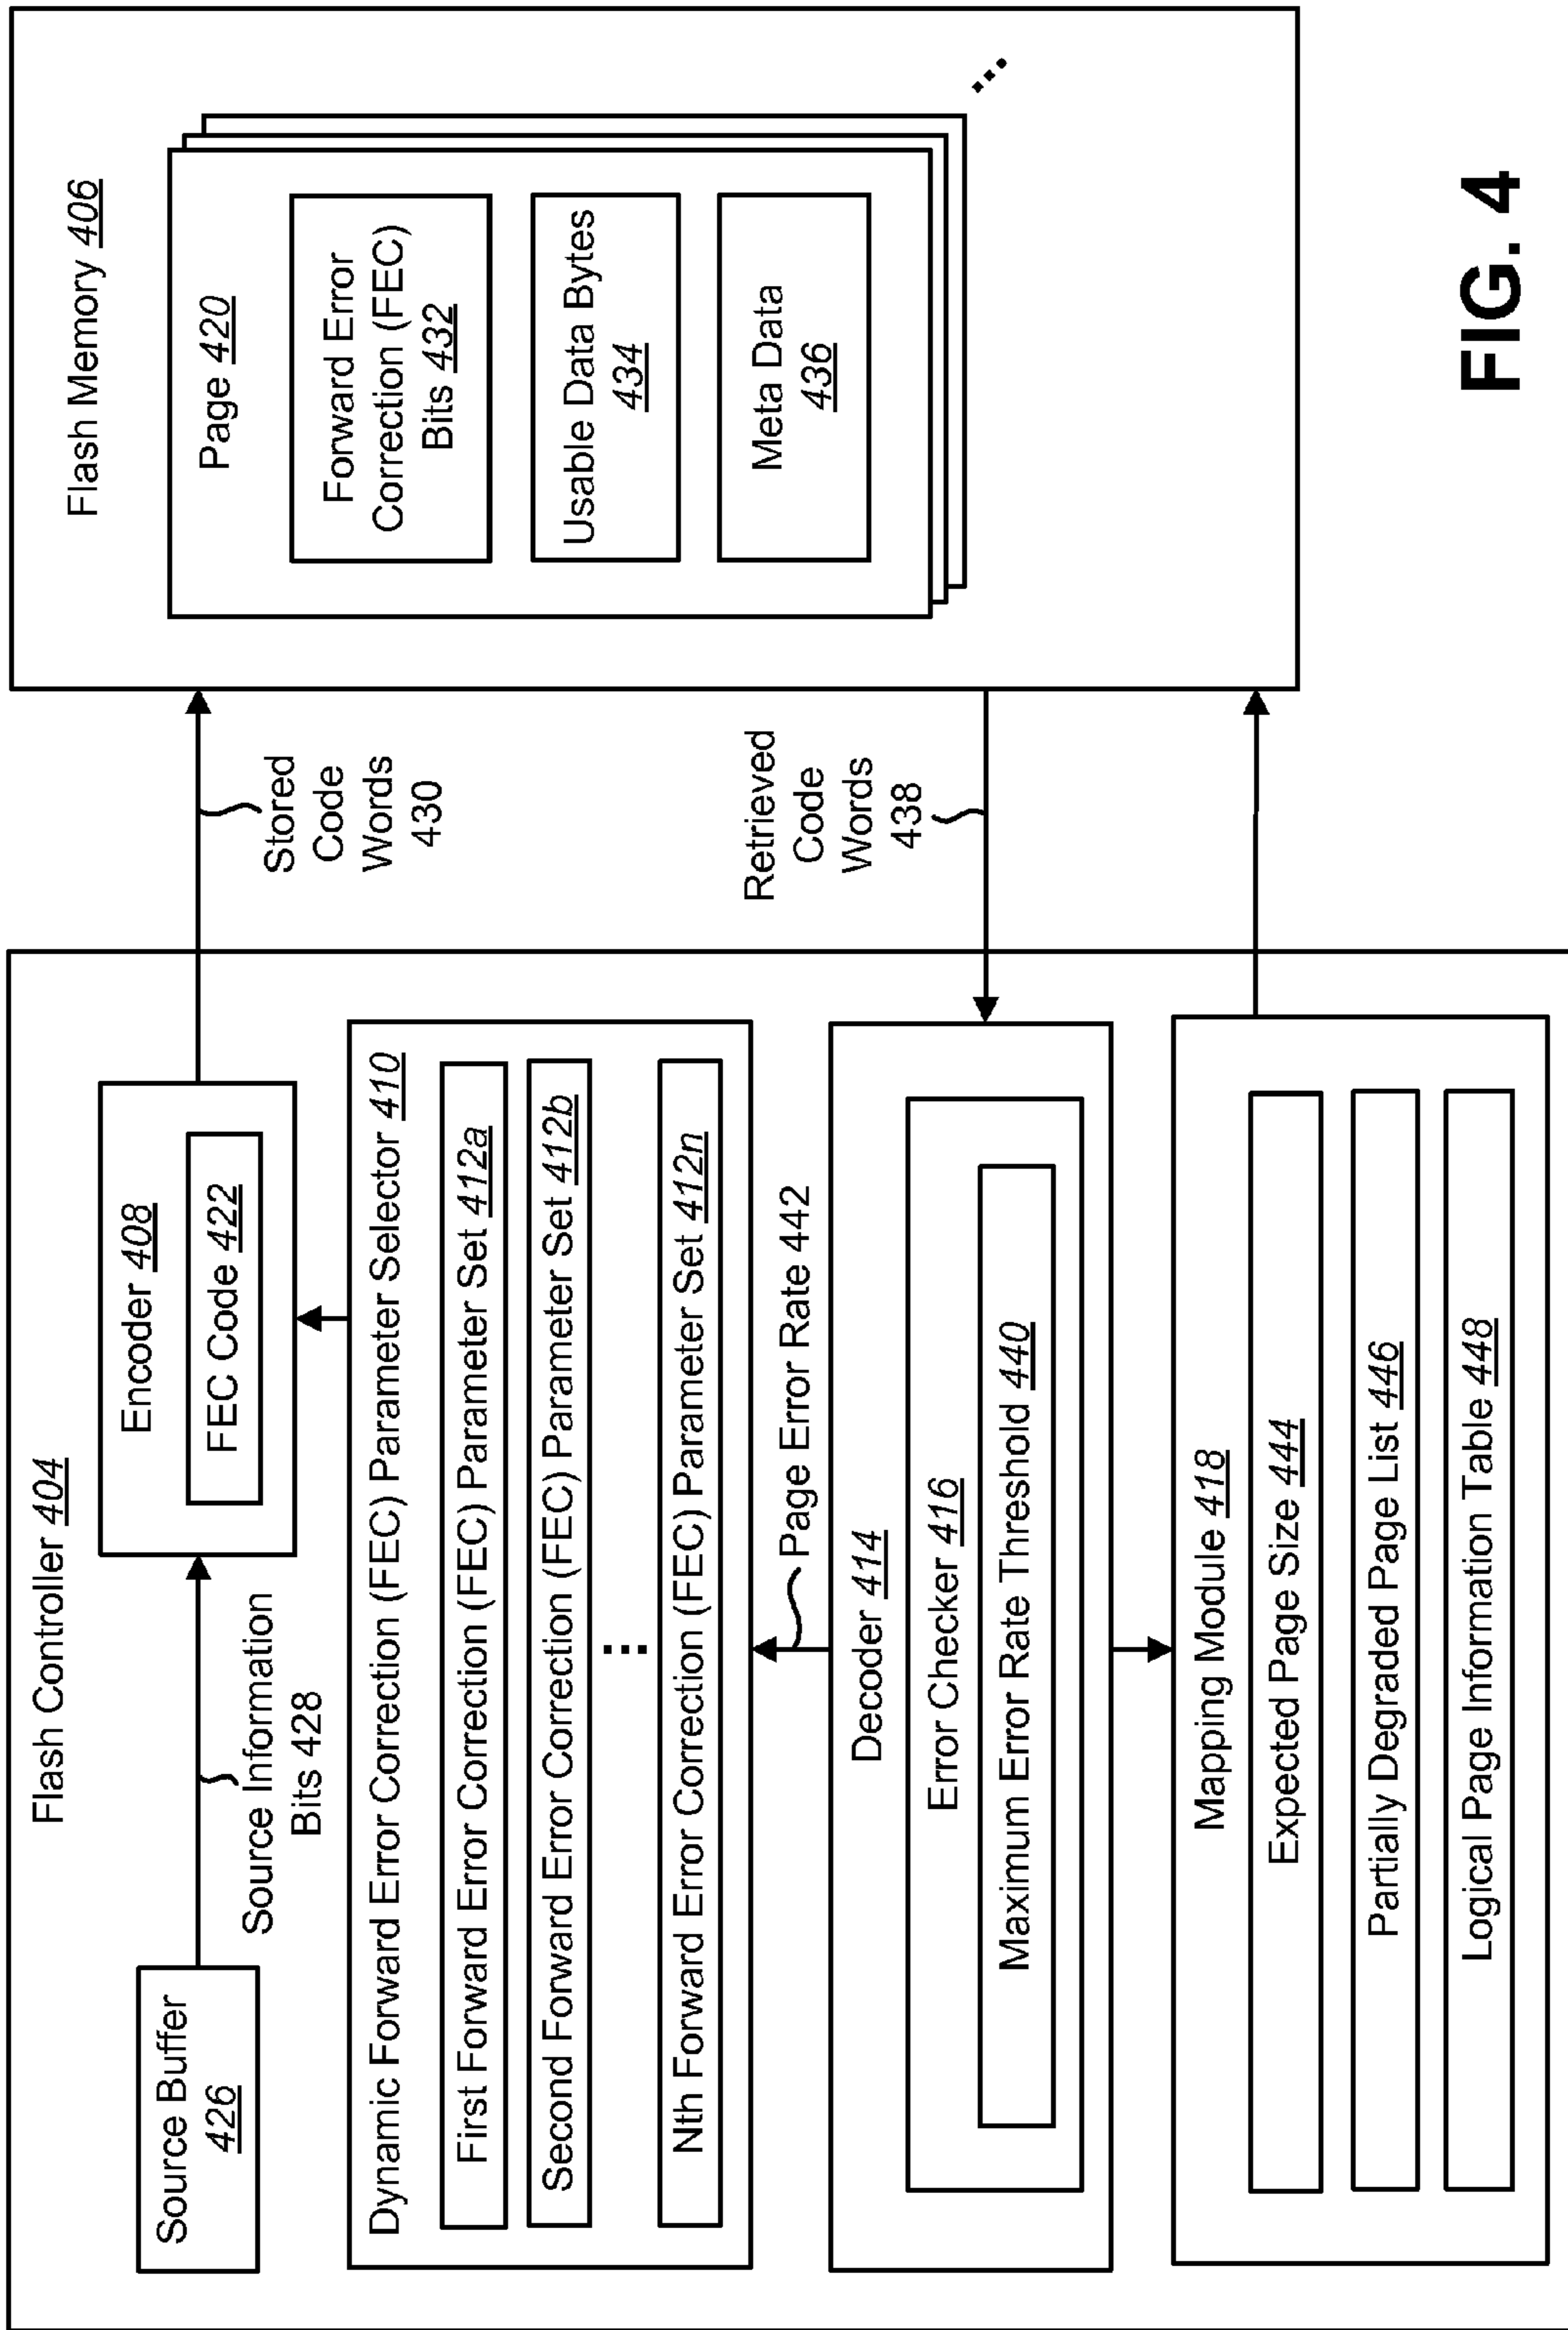 Flash Controller 404
Source Buffer
426
Source Information
Bits 428
Encoder 408
FEC Code 422
Dynamic Forward Error Correction (FEC) Parameter Selector 410
First Forward Error Correction (FEC) Parameter Set 412a
Second Forward Error Correction (FEC) Parameter Set 412b
Nth Forward Error Correction (FEC) Parameter Set 412n
Page Error Rate 442
Decoder 414
Error Checker 416
Maximum Error Rate Threshold 440
Mapping Module 418
Expected Page Size 444
Partially Degraded Page List 446
Logical Page Information Table 448
Stored
Code
Words
430
Retrieved
Code
Words
438
Flash Memory 406
Page 420
Forward Error
Correction (FEC)
Bits 432
Usable Data Bytes
434
Meta Data
436
FIG. 4